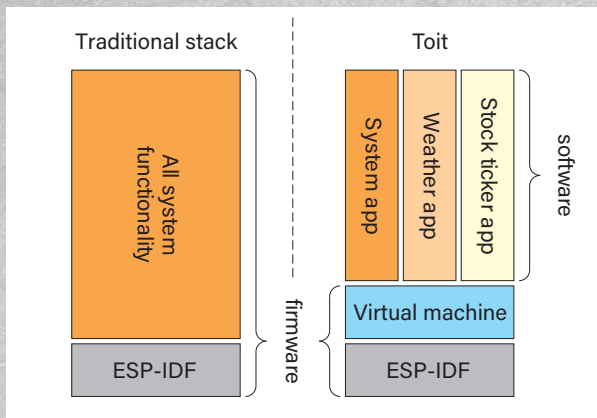 Traditional stack
Toit
All system
functionality
ESP-IDF
firmware
System app
Weather app
Stock ticker app
software
Virtual machine
ESP-IDF